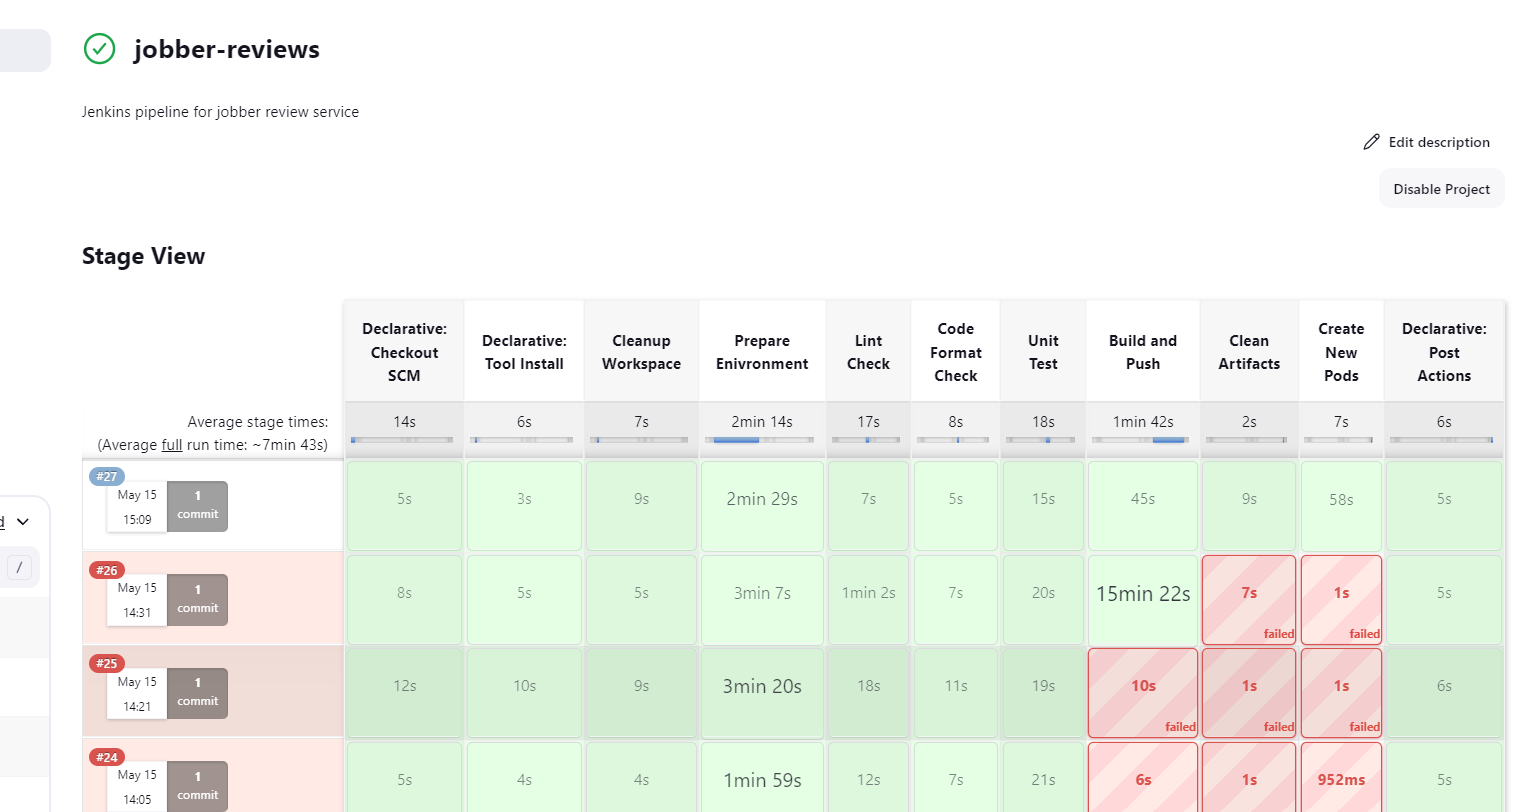 jobber-reviews
Jenkins pipeline for jobber review service
Edit description
Disable Project
Stage View
Declarative:
Checkout
SCM
Declarative:
Tool Install
Cleanup
Workspace
Prepare
Enivronment
Lint
Check
Code
Format
Check
Unit
Test
Build and
Push
Clean
Artifacts
Create
New
Pods
Declarative:
Post
Actions
Average stage times:
(Average full run time: ~7min 43s)
14s
6s
7s
2min 14s
17s
8s
18s
1min 42s
2s
7s
6s
#27
May 15
15:09
1
commit
5s
3s
9s
2min 29s
7s
5s
15s
45s
9s
58s
5s
/
#26
May 15
14:31
1
commit
8s
5s
5s
3min 7s
1min 2s
7s
20s
15min 22s
7s
failed
1s
failed
5s
#25
May 15
14:21
1
commit
12s
10s
9s
3min 20s
18s
11s
19s
10s
failed
1s
failed
1s
failed
6s
#24
May 15
14:05
1
commit
5s
4s
4s
1min 59s
12s
7s
21s
6s
1s
952ms
5s